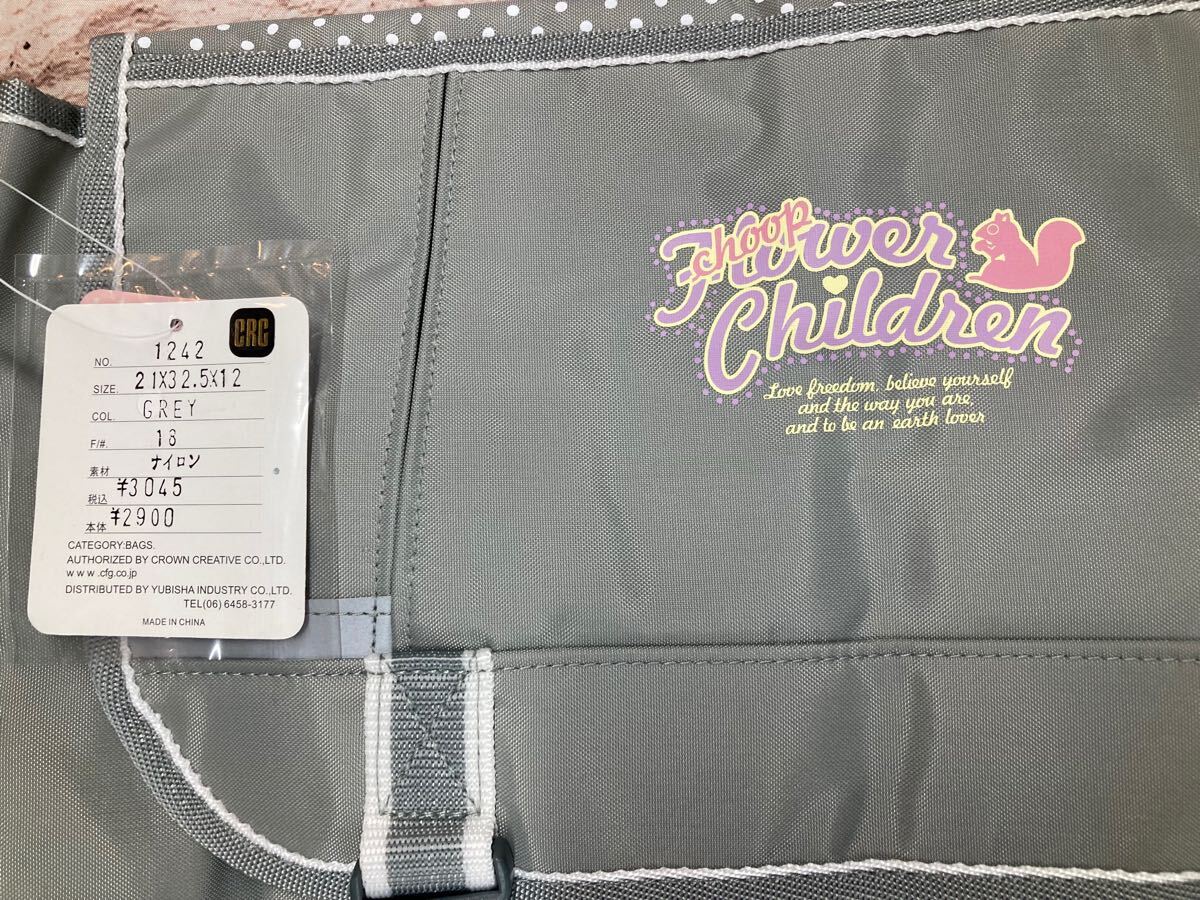 CRC
NO. 1242
SIZE. 21X32.5X12
COL. GREY
F/#. 18
素材 ナイロン
税込 ¥3045
本体 ¥2900
CATEGORY:BAGS.
AUTHORIZED BY CROWN CREATIVE CO.,LTD.
www.cfg.co.jp
DISTRIBUTED BY YUBISHA INDUSTRY CO.,LTD.
TEL(06) 6458-3177
MADE IN CHINA
choop
Flower
Children
Love freedom, believe yourself
and the way you are,
and to be an earth lover